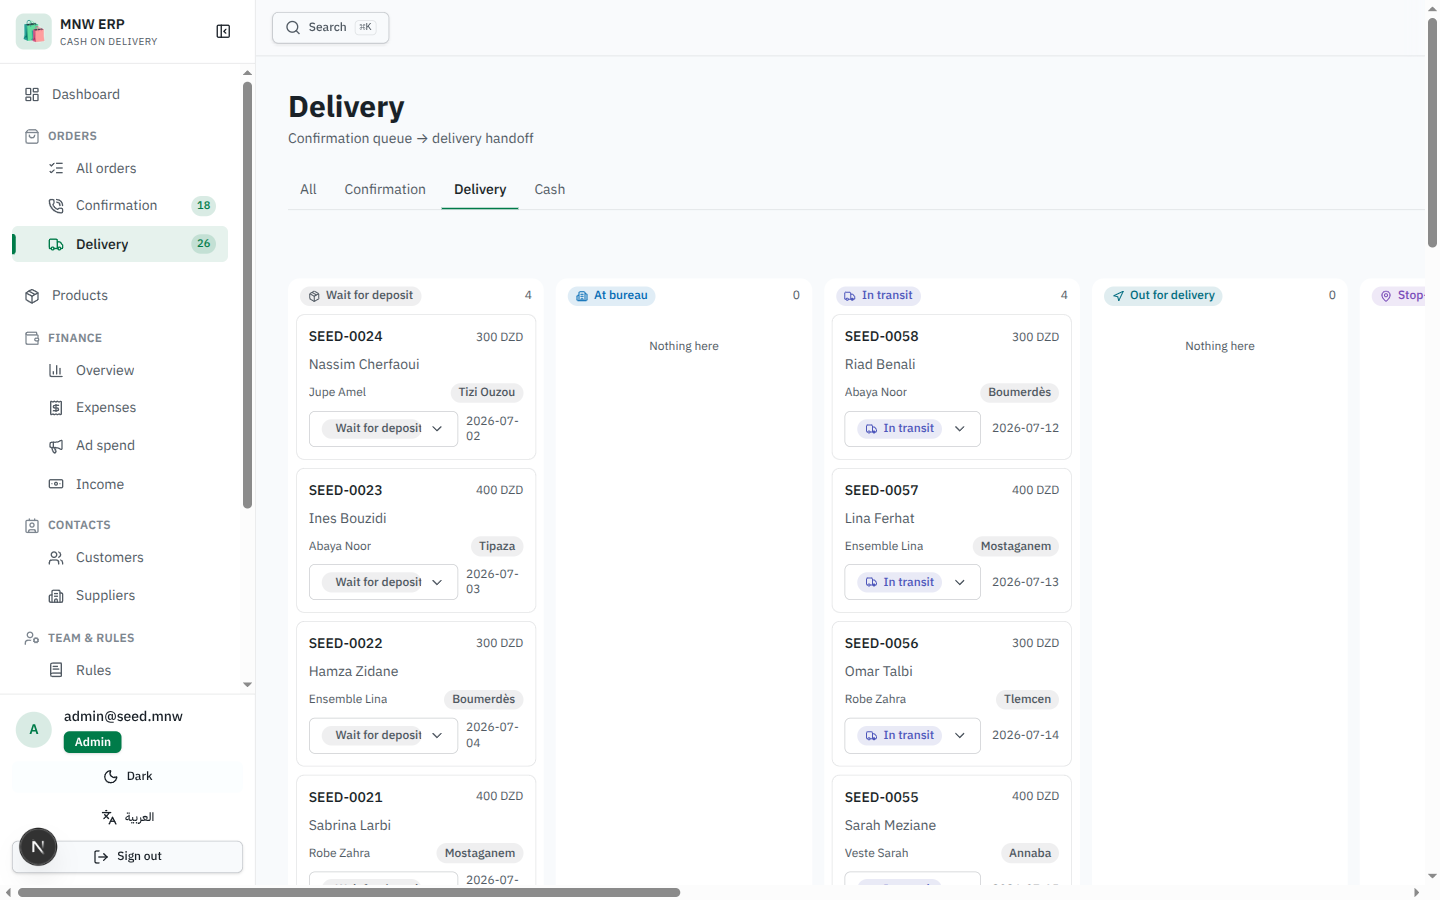 MNW ERP
CASH ON DELIVERY
Dashboard
ORDERS
All orders
Confirmation 18
Delivery 26
Products
FINANCE
Overview
Expenses
Ad spend
Income
CONTACTS
Customers
Suppliers
TEAM & RULES
Rules
A
admin@seed.mnw
Admin
Dark
العربية
N
Sign out
Search ⌘K
Delivery
Confirmation queue → delivery handoff
All Confirmation Delivery Cash
Wait for deposit 4
SEED-0024 300 DZD
Nassim Cherfaoui
Jupe Amel Tizi Ouzou
Wait for deposit 2026-07-
02
SEED-0023 400 DZD
Ines Bouzidi
Abaya Noor Tipaza
Wait for deposit 2026-07-
03
SEED-0022 300 DZD
Hamza Zidane
Ensemble Lina Boumerdès
Wait for deposit 2026-07-
04
SEED-0021 400 DZD
Sabrina Larbi
Robe Zahra Mostaganem
2026-07-
At bureau 0
Nothing here
In transit 4
SEED-0058 300 DZD
Riad Benali
Abaya Noor Boumerdès
In transit 2026-07-12
SEED-0057 400 DZD
Lina Ferhat
Ensemble Lina Mostaganem
In transit 2026-07-13
SEED-0056 300 DZD
Omar Talbi
Robe Zahra Tlemcen
In transit 2026-07-14
SEED-0055 400 DZD
Sarah Meziane
Veste Sarah Annaba
Out for delivery 0
Nothing here
Stop-